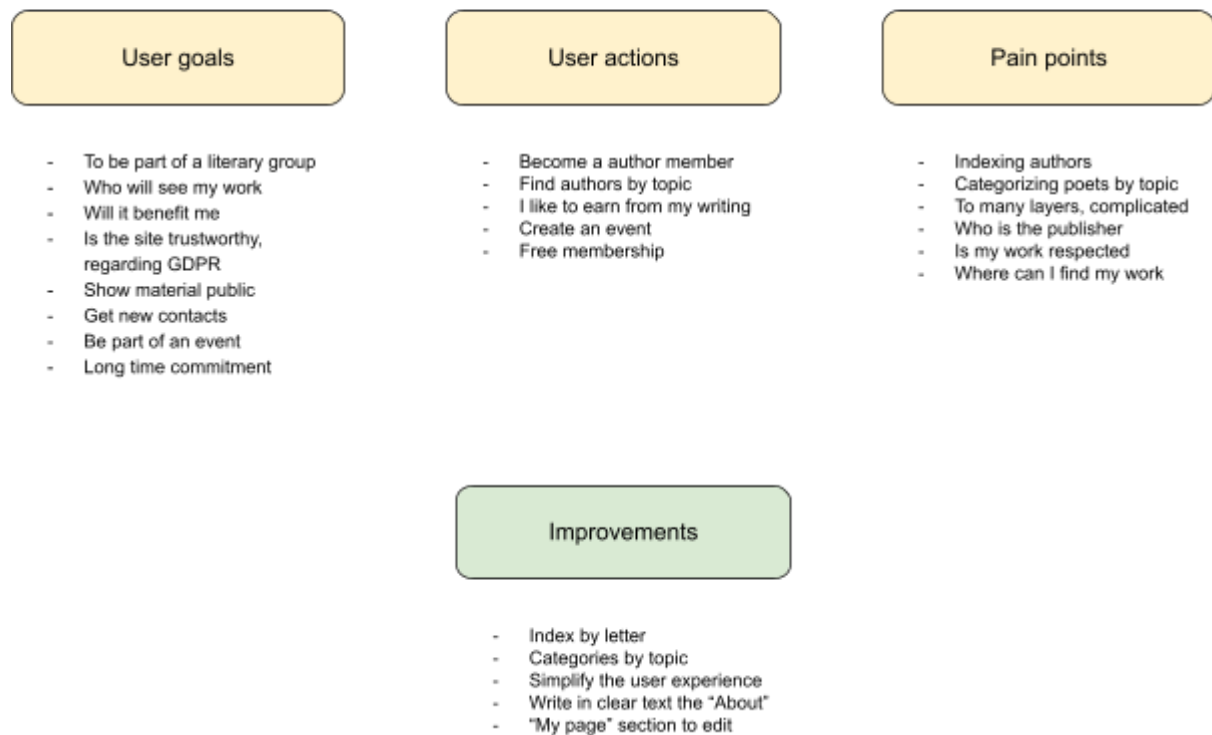 User goals
- To be part of a literary group
- Who will see my work
- Will it benefit me
- Is the site trustworthy,
regarding GDPR
- Show material public
- Get new contacts
- Be part of an event
- Long time commitment
User actions
- Become a author member
- Find authors by topic
- I like to earn from my writing
- Create an event
- Free membership
Pain points
- Indexing authors
- Categorizing poets by topic
- To many layers, complicated
- Who is the publisher
- Is my work respected
- Where can I find my work
Improvements
- Index by letter
- Categories by topic
- Simplify the user experience
- Write in clear text the “About”
- “My page” section to edit